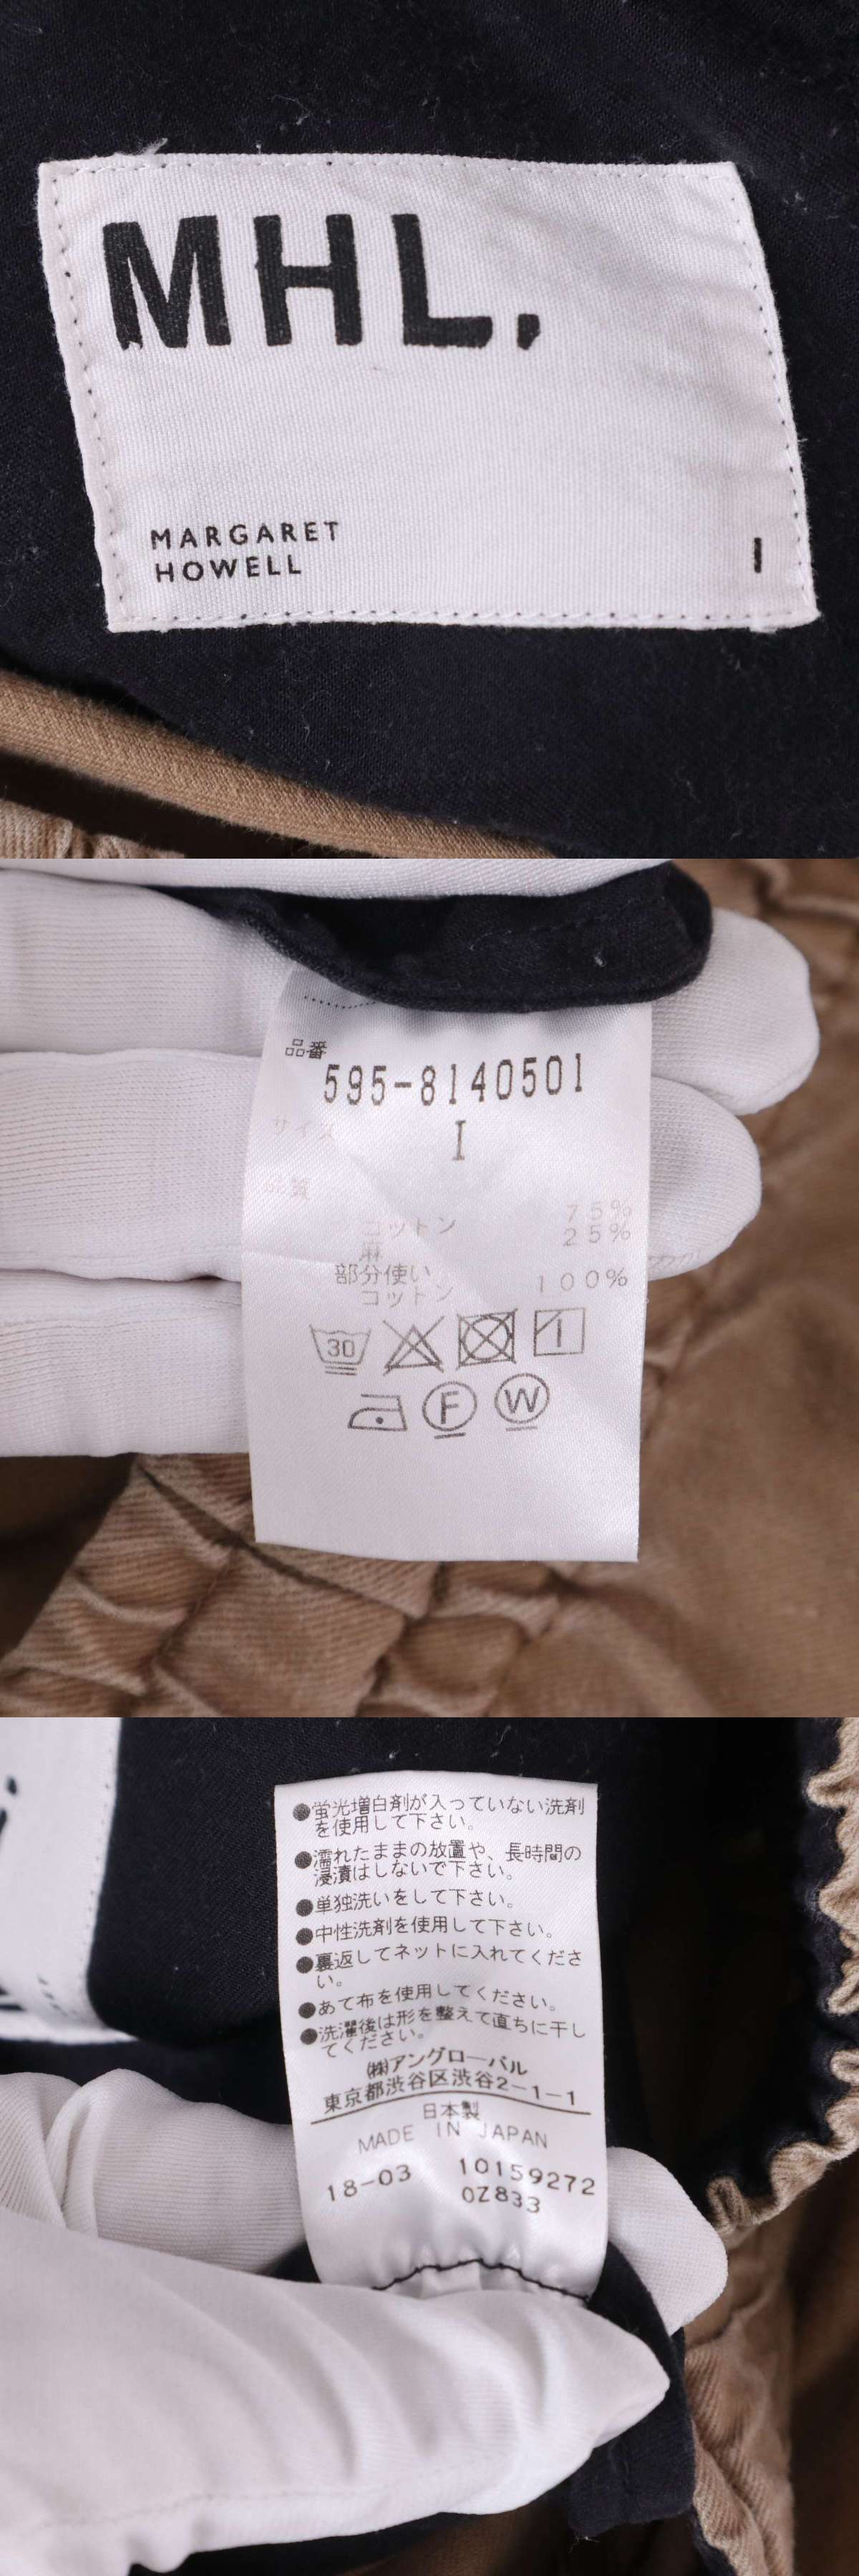 MHL.
MARGARET
HOWELL
I
品番
595-8140501
サイズ
I
品質
75%
コットン
25%
麻
部分使い
100%
コットン
30
F
W
●蛍光増白剤が入っていない洗剤
を使用して下さい。
●濡れたままの放置や、長時間の
浸漬はしないで下さい。
●単独洗いをして下さい。
●中性洗剤を使用して下さい。
●裏返してネットに入れてくださ
い。
●あて布を使用してください。
●洗濯後は形を整えて直ちに干し
てください。
㈱アングローバル
東京都渋谷区渋谷2-1-1
日本製
MADE IN JAPAN
18-03 10159272
0Z833